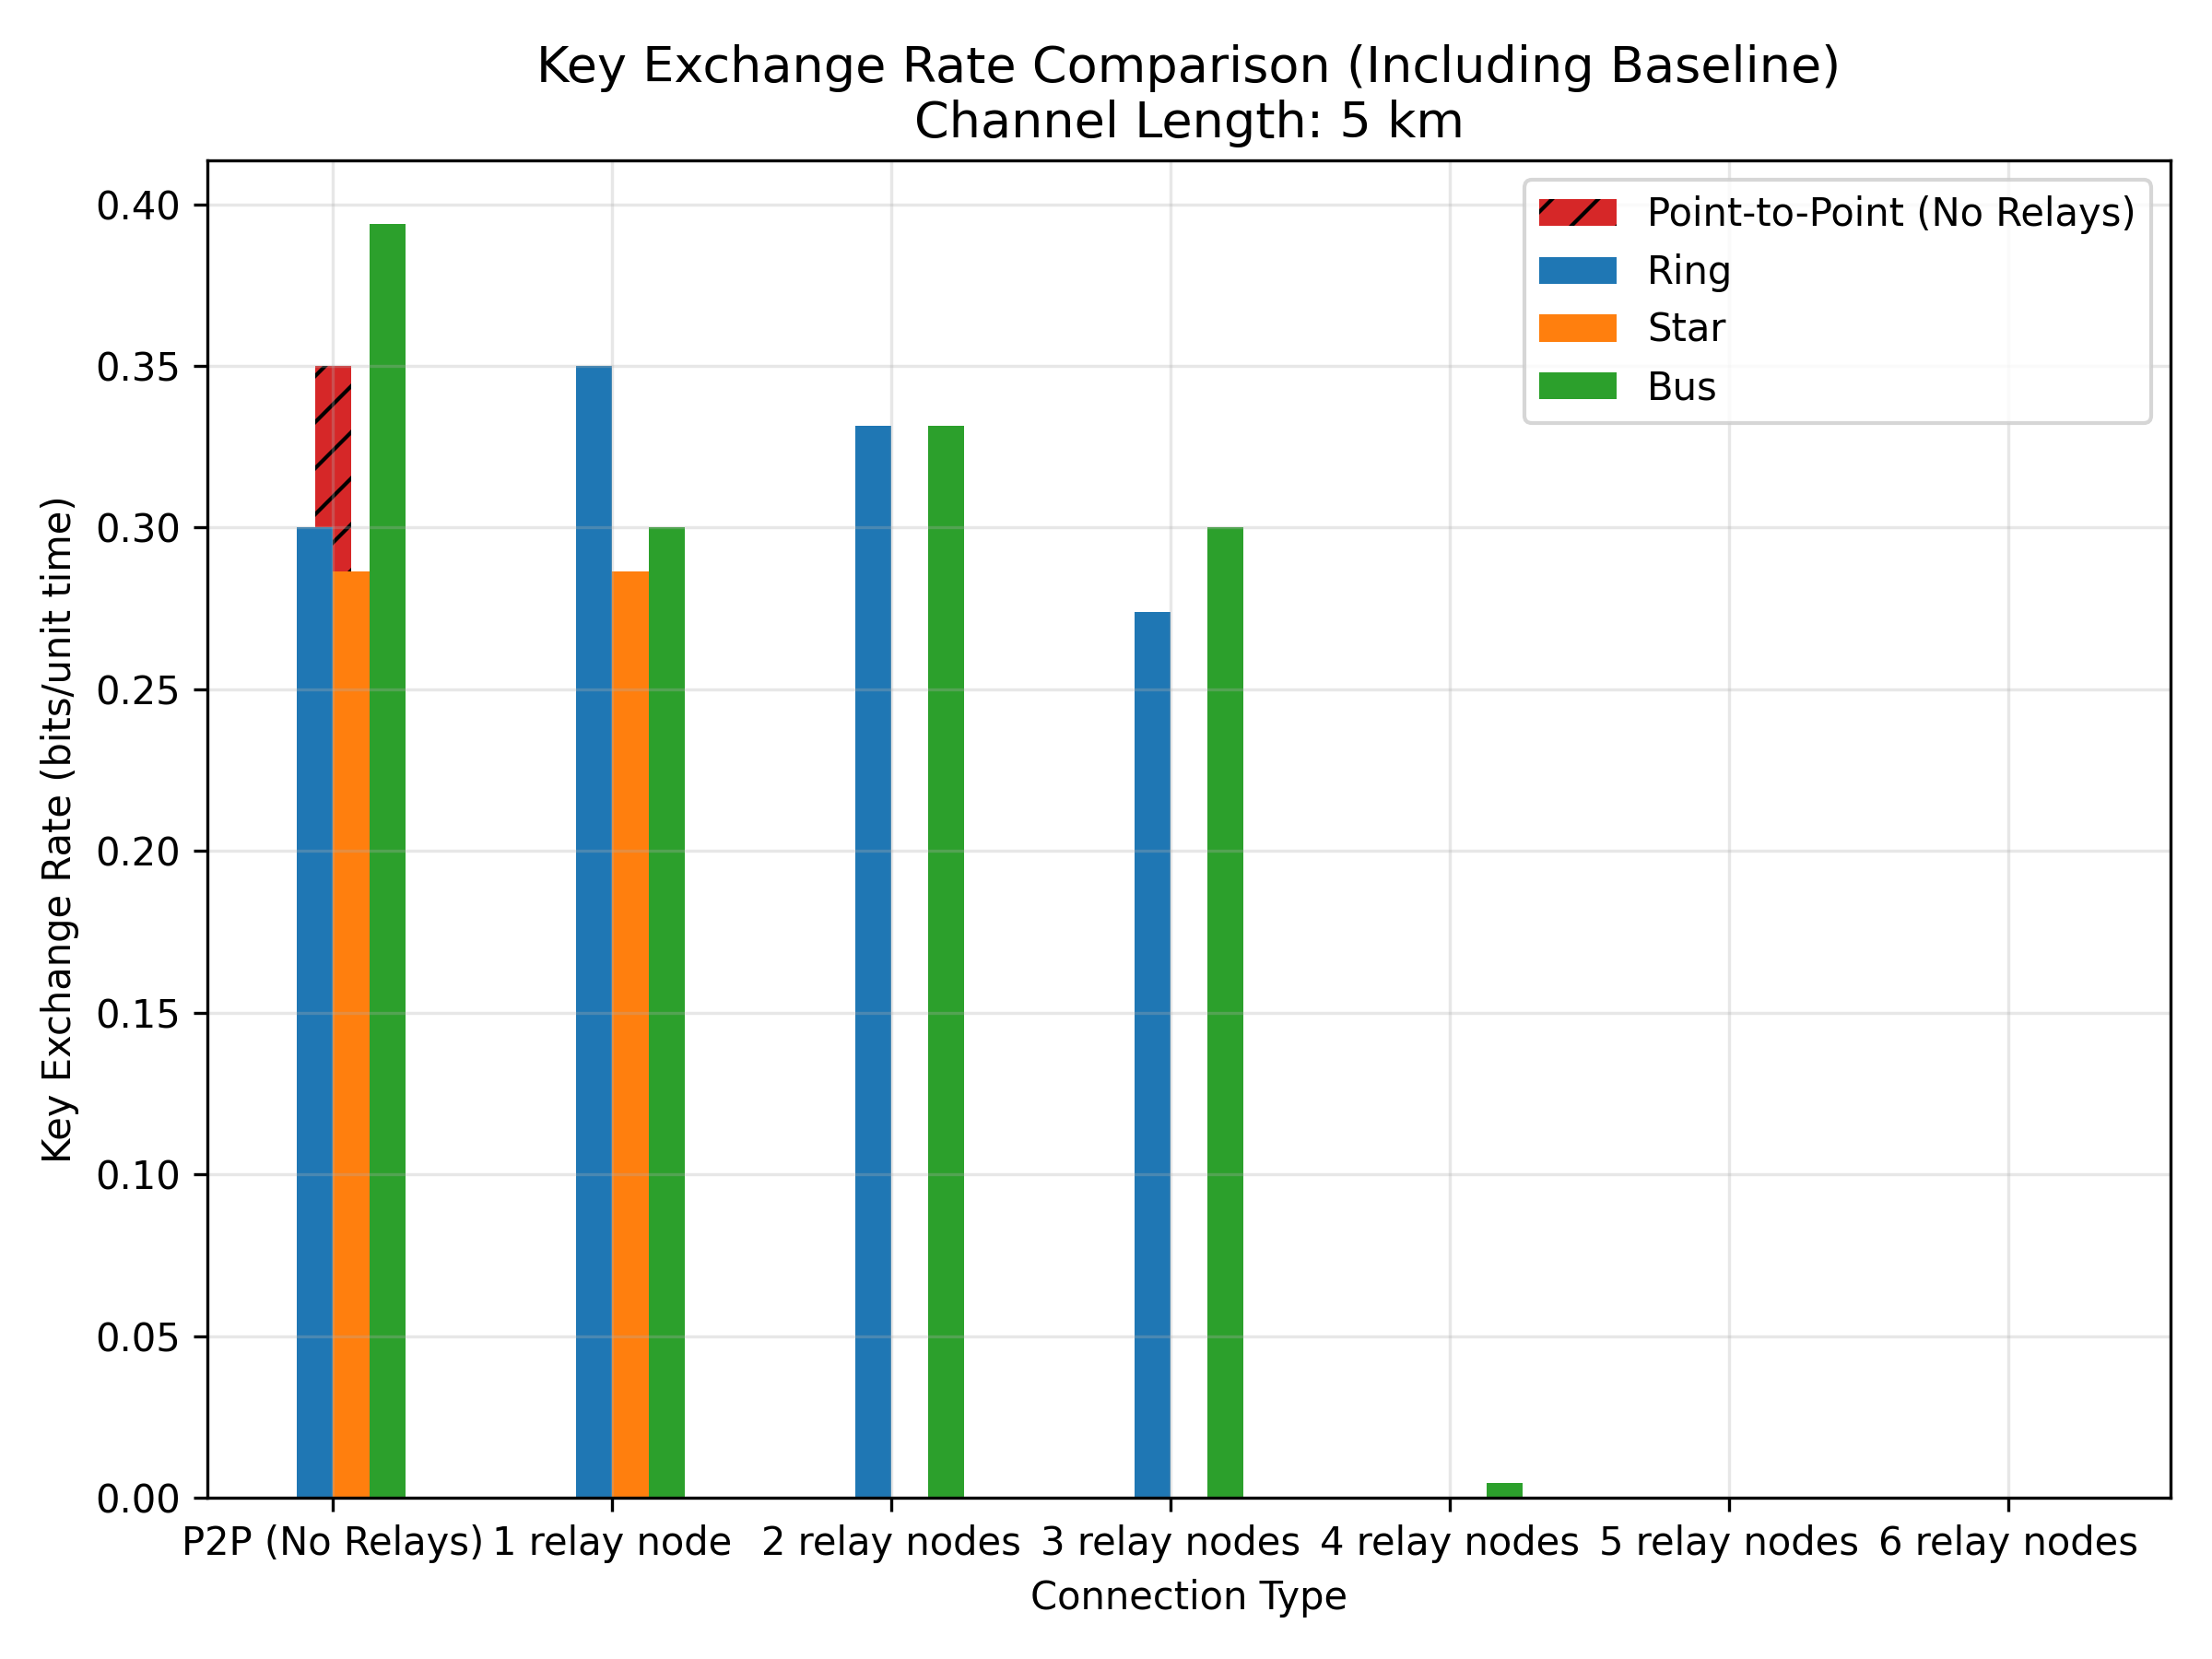 Key Exchange Rate Comparison (Including Baseline)
Channel Length: 5 km
Point-to-Point (No Relays)
Ring
Star
Bus
Key Exchange Rate (bits/unit time)
0.40
0.35
0.30
0.25
0.20
0.15
0.10
0.05
0.00
P2P (No Relays) 1 relay node 2 relay nodes 3 relay nodes 4 relay nodes 5 relay nodes 6 relay nodes
Connection Type